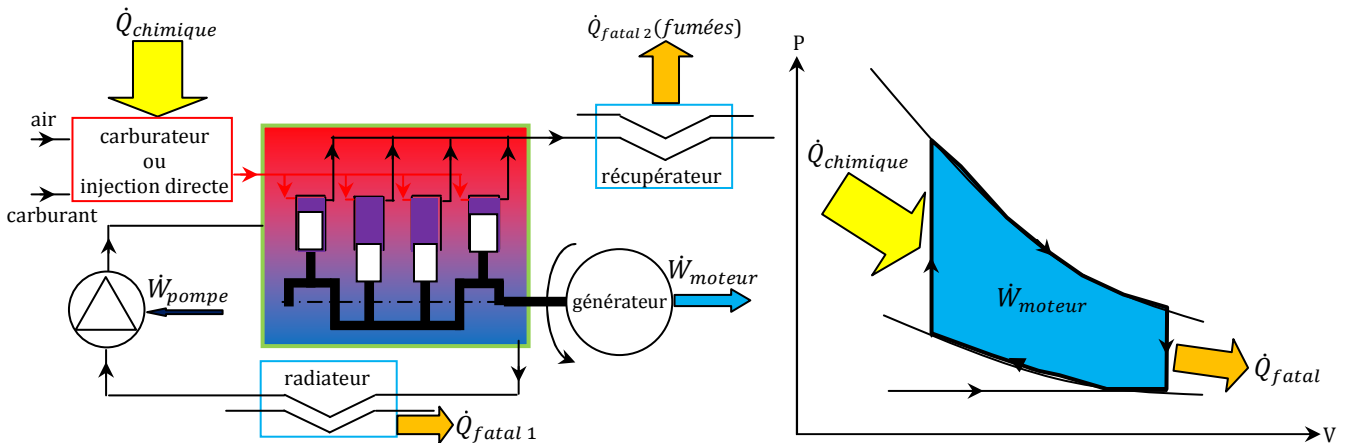 Q̇chimique
Q̇fatal 2(fumées)
air
carburateur
ou
injection directe
carburant
récupérateur
Ẇpompe
générateur
Ẇmoteur
radiateur
Q̇fatal 1
P
Q̇chimique
Ẇmoteur
Q̇fatal
V